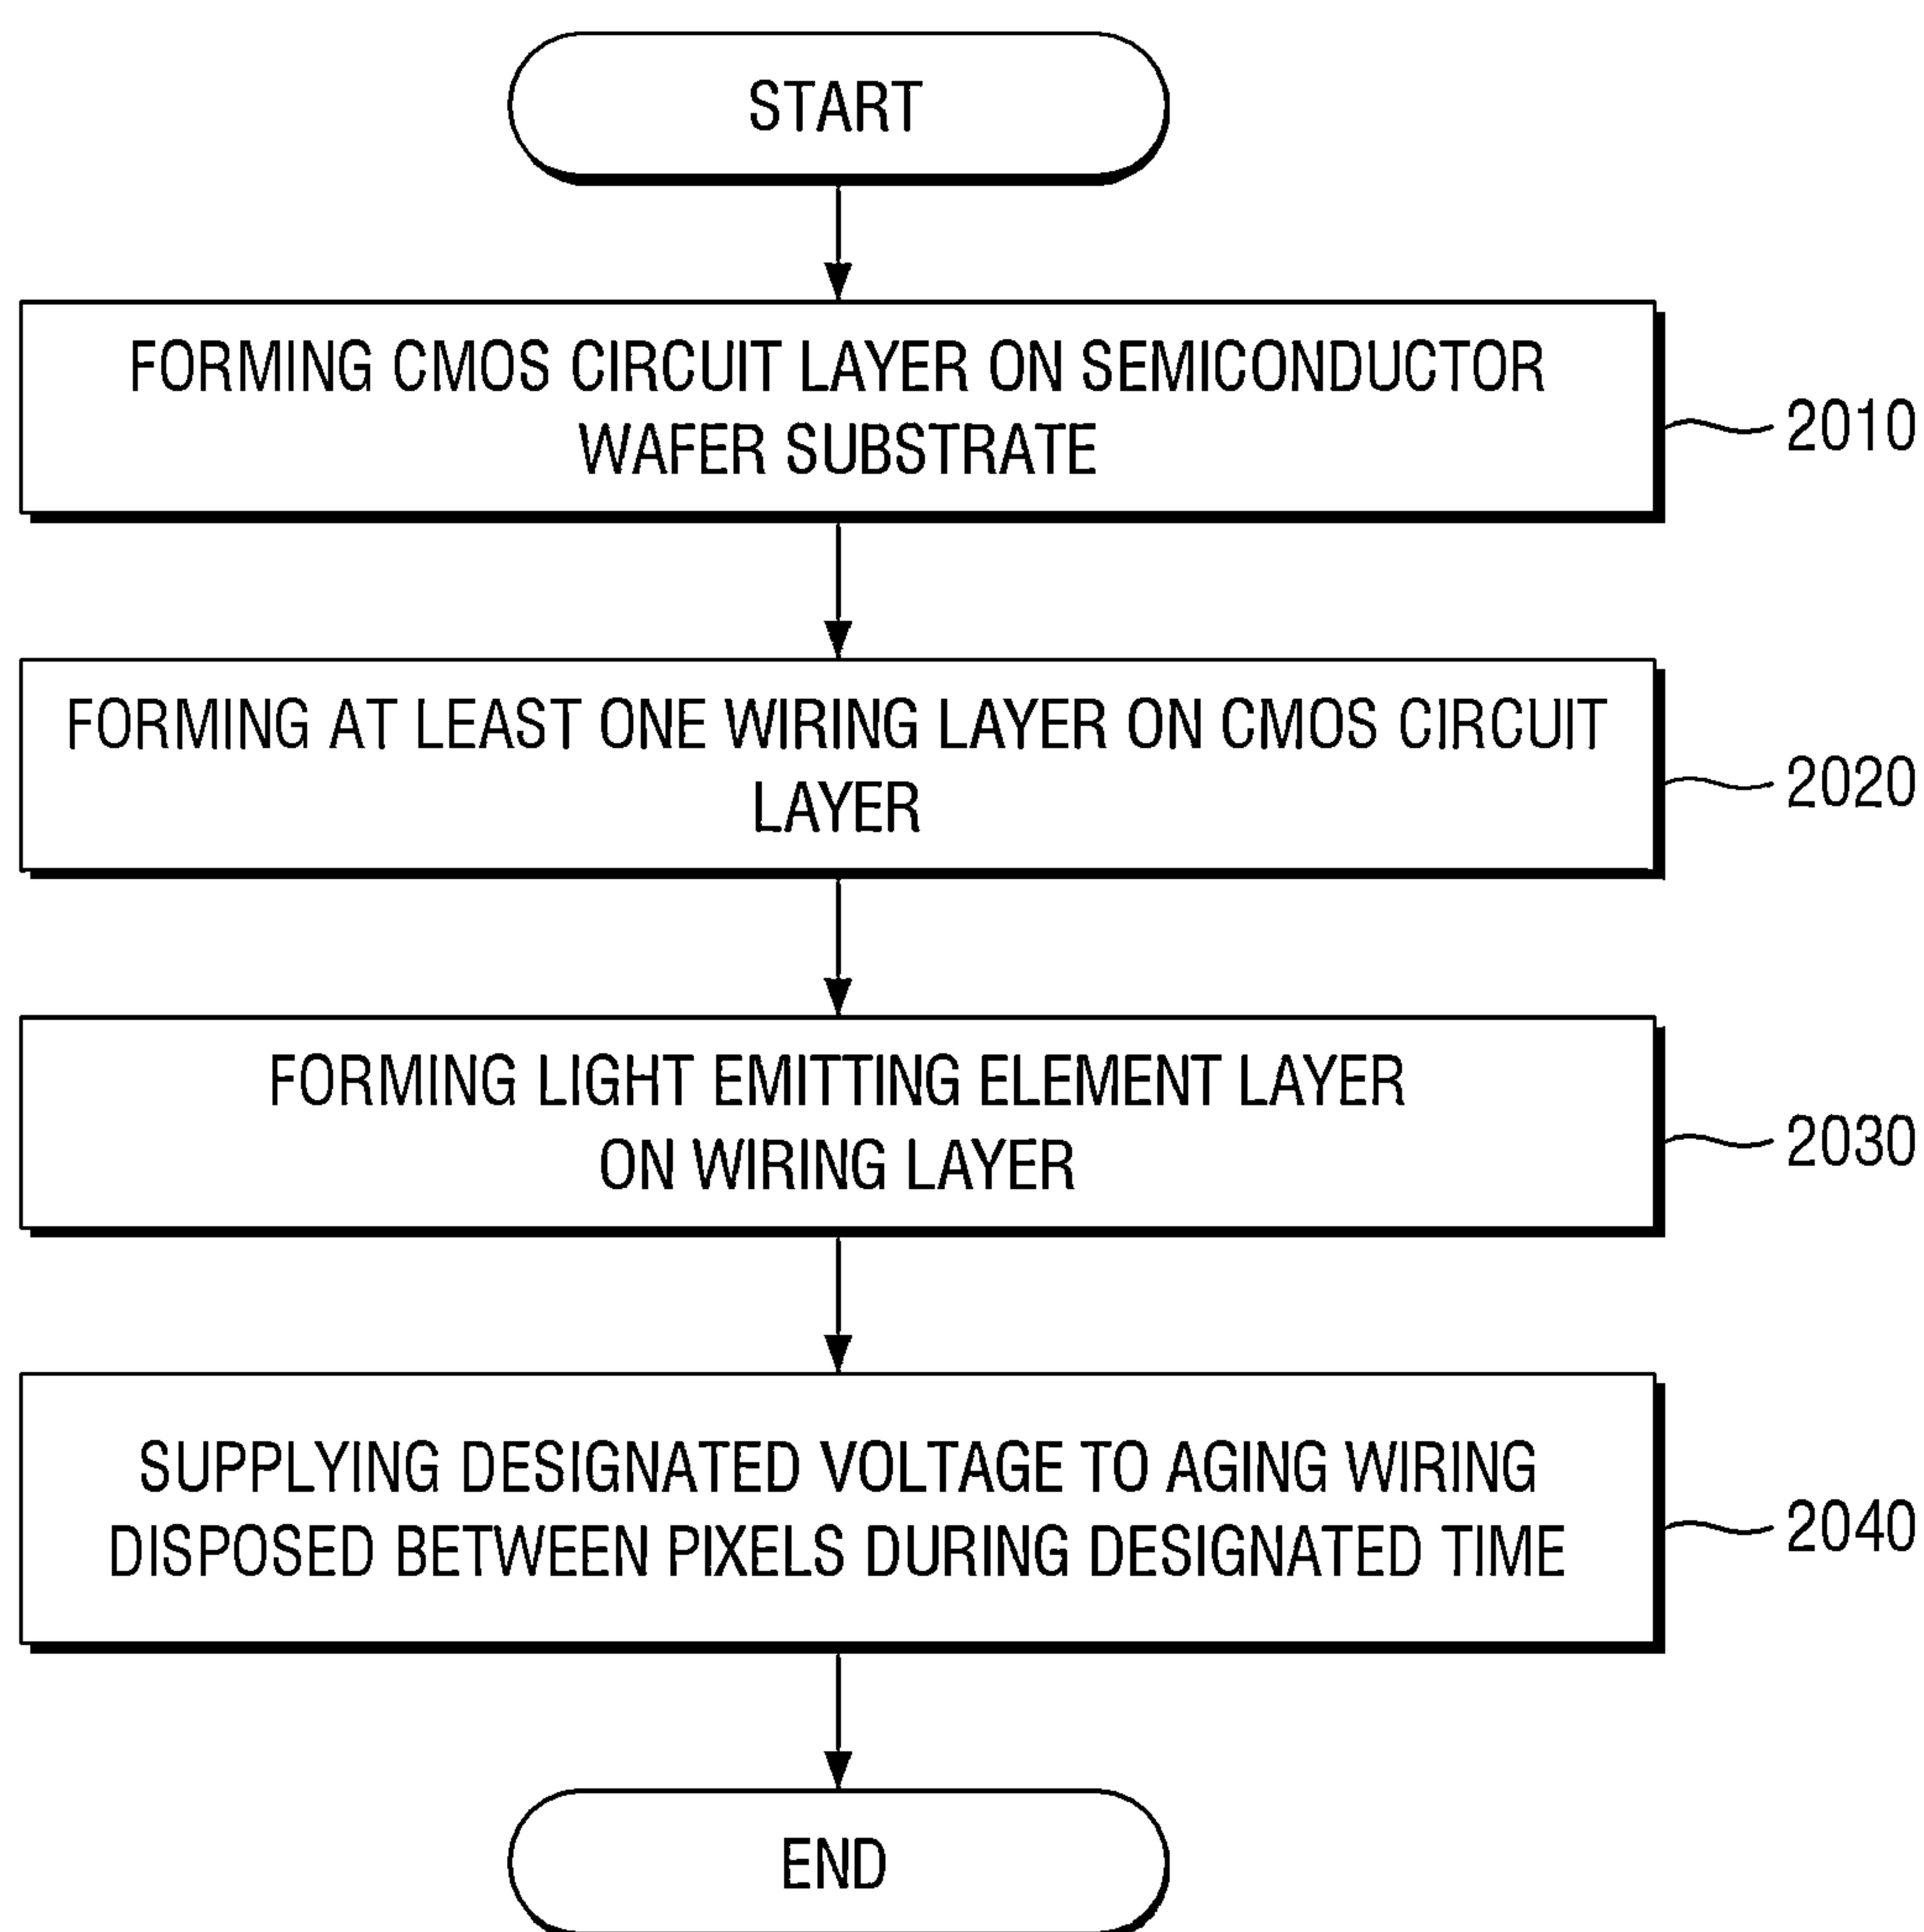 START
FORMING CMOS CIRCUIT LAYER ON SEMICONDUCTOR
WAFER SUBSTRATE
2010
FORMING AT LEAST ONE WIRING LAYER ON CMOS CIRCUIT
LAYER
2020
FORMING LIGHT EMITTING ELEMENT LAYER
ON WIRING LAYER
2030
SUPPLYING DESIGNATED VOLTAGE TO AGING WIRING
DISPOSED BETWEEN PIXELS DURING DESIGNATED TIME
2040
END